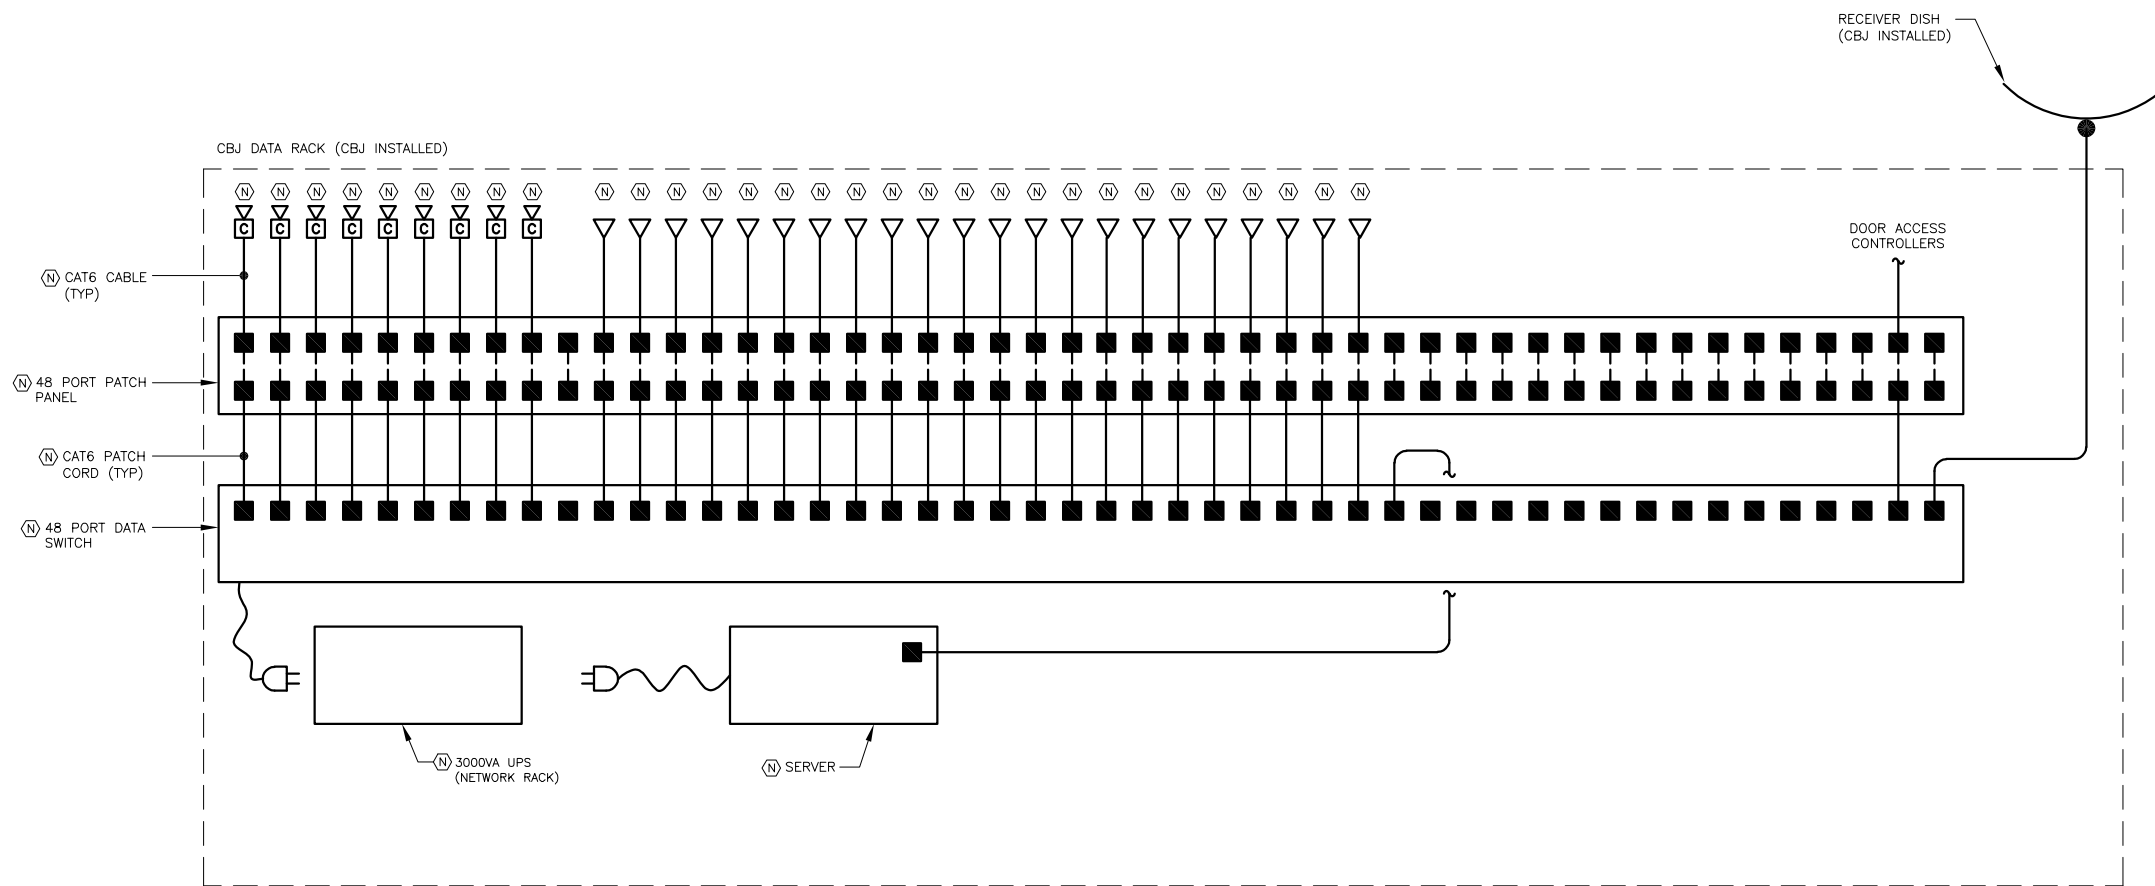 RECEIVER DISH
(CBJ INSTALLED)
CBJ DATA RACK (CBJ INSTALLED)
N N N N N N N N N N N N N N N N N N N N N N N N N N N N N N N
C C C C C C C C C
DOOR ACCESS
CONTROLLERS
N CAT6 CABLE
(TYP)
N 48 PORT PATCH
PANEL
N CAT6 PATCH
CORD (TYP)
N 48 PORT DATA
SWITCH
N 3000VA UPS
(NETWORK RACK)
N SERVER